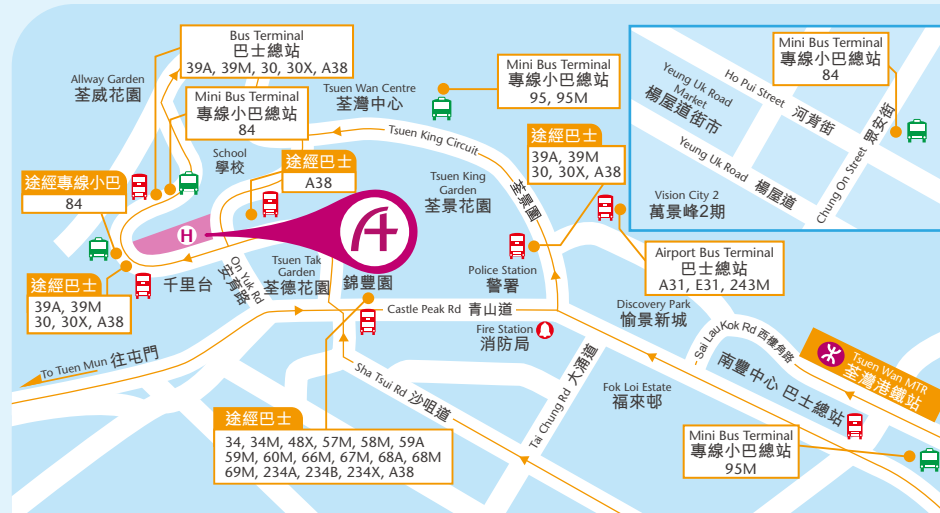 Bus Terminal
巴士總站
39A, 39M, 30, 30X, A38
Allway Garden
荃威花園
Mini Bus Terminal
專線小巴總站
84
Tsuen Wan Centre
荃灣中心
Mini Bus Terminal
專線小巴總站
95, 95M
Mini Bus Terminal
專線小巴總站
84
Yeung Uk Road
Market
楊屋道街市
Ho Pui Street 河背街
Yeung Uk Road 楊屋道
Chung On Street 眾安街
Vision City 2
萬景峰2期
Tsuen King Circuit
School
學校
途經巴士
A38
途經巴士
39A, 39M
30, 30X, A38
途經專線小巴
84
Tsuen King
Garden
荃景花園
荃景圍
H
Airport Bus Terminal
巴士總站
A31, E31, 243M
Police Station
警署
On Yuk Rd
安育路
Tsuen Tak
Garden
荃德花園
錦豐園
千里台
途經巴士
39A, 39M
30, 30X, A38
Castle Peak Rd 青山道
Discovery Park
愉景新城
Fire Station
消防局
Sai Lau Kok Rd 西樓角路
Tsuen Wan MTR
荃灣港鐵站
To Tuen Mun 往屯門
Sha Tsui Rd 沙咀道
Tai Chung Rd 大涌道
Fok Loi Estate
福來邨
南豐中心 巴士總站
途經巴士
34, 34M, 48X, 57M, 58M, 59A
59M, 60M, 66M, 67M, 68A, 68M
69M, 234A, 234B, 234X, A38
Mini Bus Terminal
專線小巴總站
95M